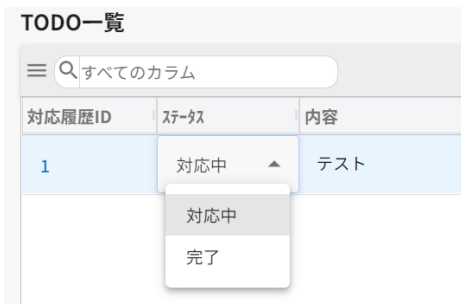 TODO一覧
すべてのカラム
対応履歴ID ｽﾃｰﾀｽ 内容
1 対応中 テスト
対応中
完了